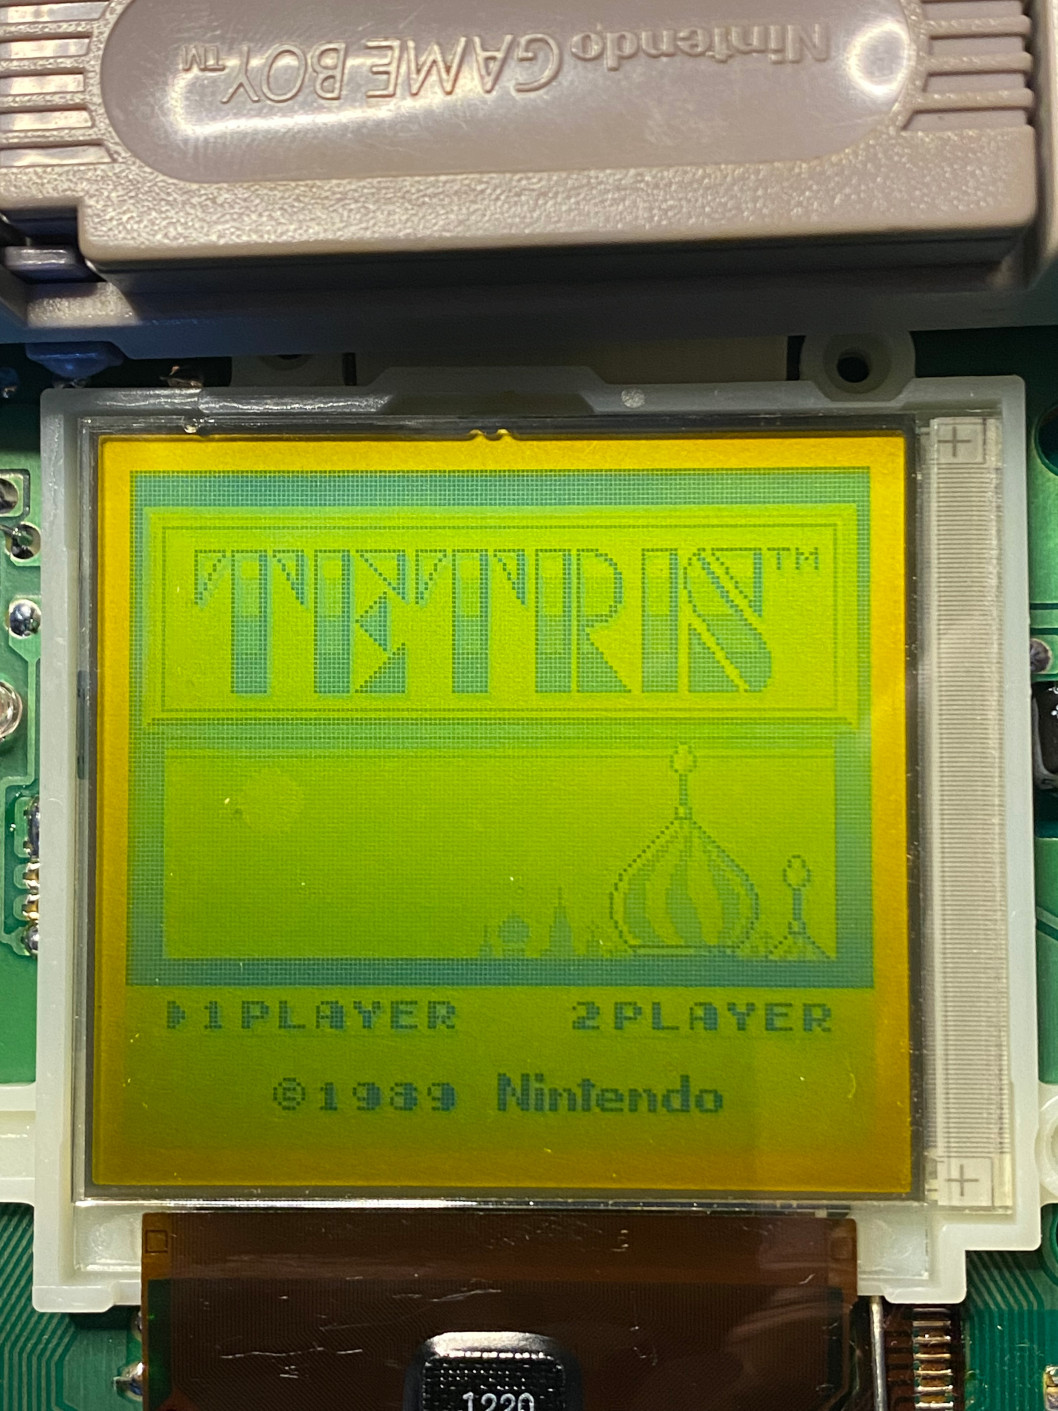 Nintendo GAME BOY™
TETRIS™
▶1PLAYER 2PLAYER
©1989 Nintendo
1220